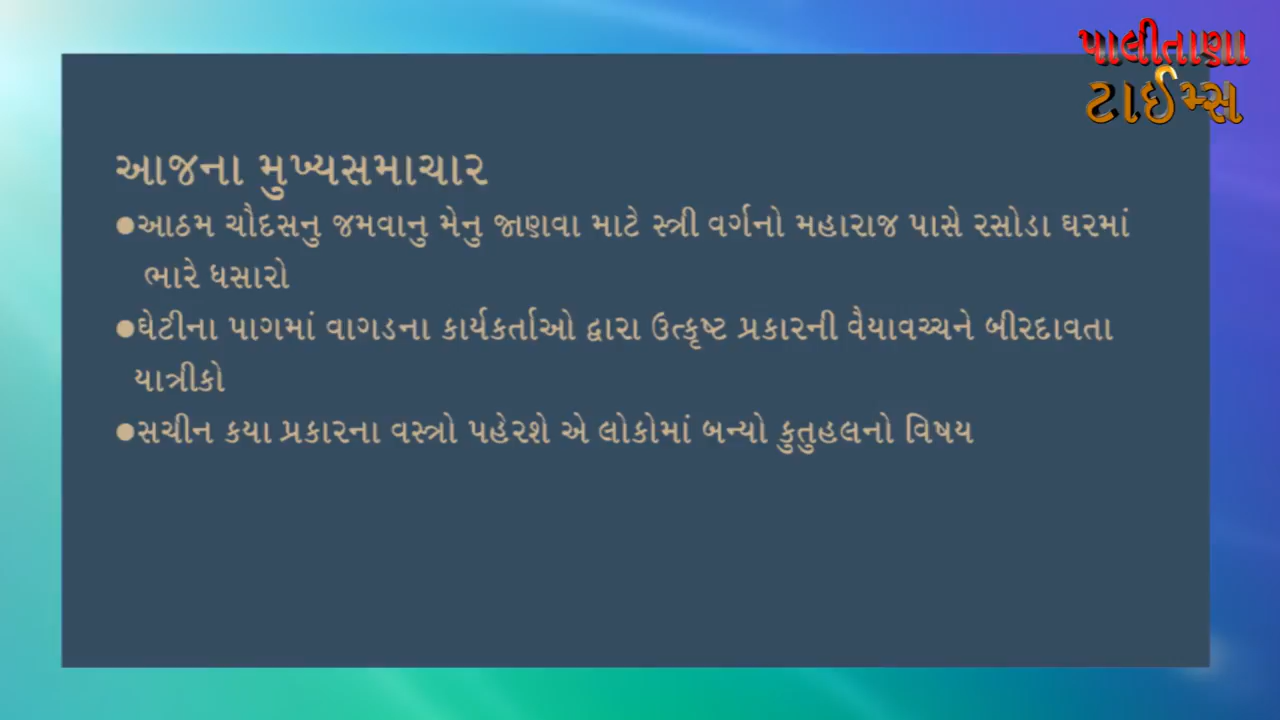 પાલીતાણા
ટાઈમ્સ
આજના મુખ્યસમાચાર
●આઠમ ચૌદસનુ જમવાનુ મેનુ જાણવા માટે સ્ત્રી વર્ગનો મહારાજ પાસે રસોડા ઘરમાં
ભારે ધસારો
●ઘેટીના પાગમાં વાગડના કાર્યકર્તાઓ દ્વારા ઉત્કૃષ્ટ પ્રકારની વૈયાવચ્ચને બીરદાવતા
યાત્રીકો
●સચીન કયા પ્રકારના વસ્ત્રો પહેરશે એ લોકોમાં બન્યો કુતુહલનો વિષય